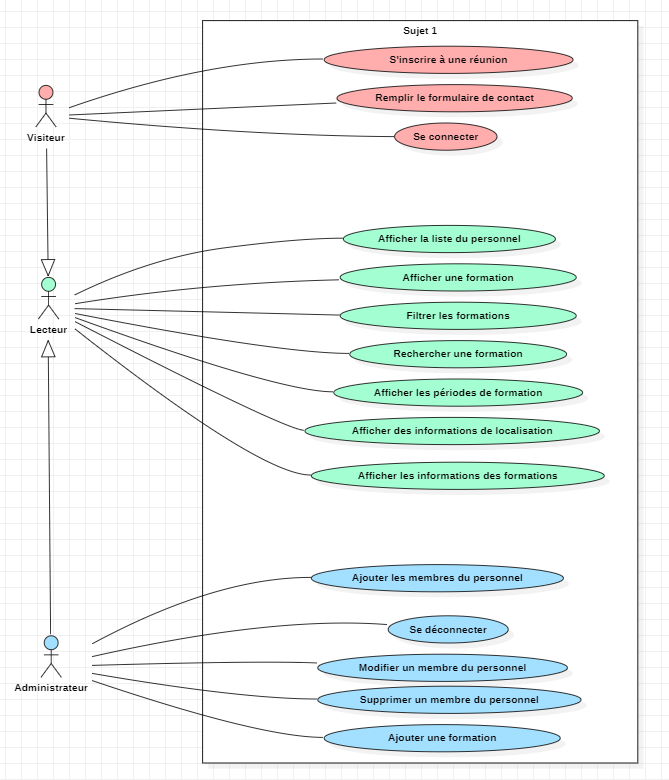 Sujet 1
S'inscrire à une réunion
Remplir le formulaire de contact
Se connecter
Visiteur
Afficher la liste du personnel
Afficher une formation
Filtrer les formations
Rechercher une formation
Afficher les périodes de formation
Afficher des informations de localisation
Afficher les informations des formations
Lecteur
Ajouter les membres du personnel
Se déconnecter
Modifier un membre du personnel
Supprimer un membre du personnel
Ajouter une formation
Administrateur